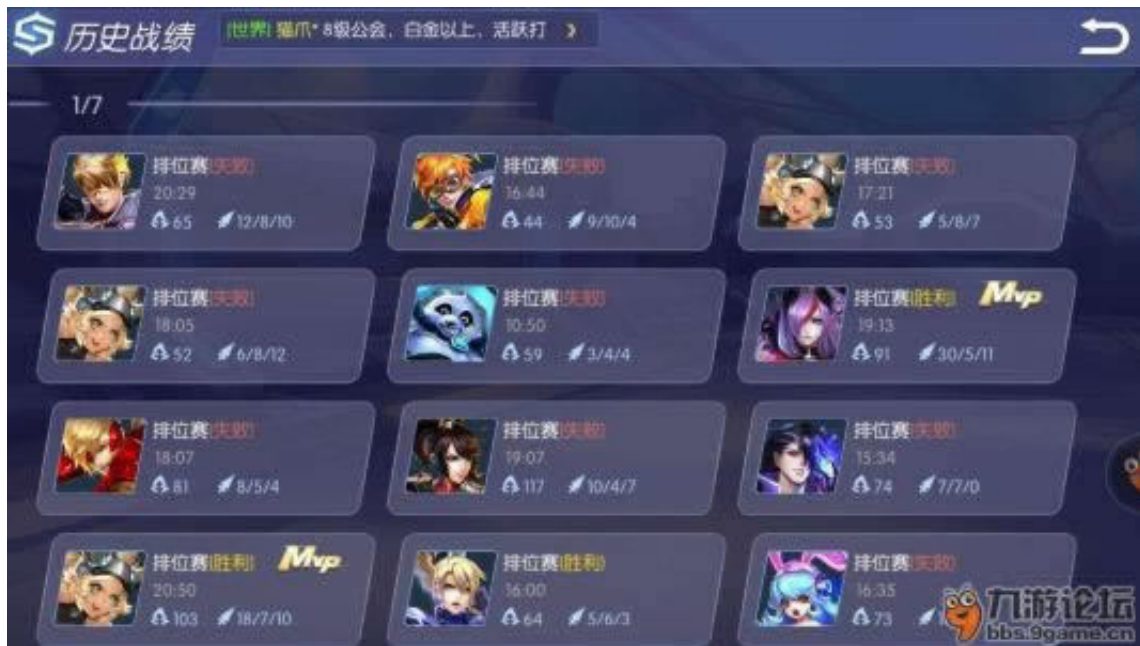 历史战绩
[世界] 猫爪* 8级公会，白金以上，活跃打
1/7
排位赛(失败)
20:29
65 12/8/10
排位赛(失败)
16:44
44 9/10/4
排位赛(失败)
17:21
53 5/8/7
排位赛(失败)
18:05
52 6/8/12
排位赛(失败)
10:50
59 3/4/4
排位赛(胜利) MVP
19:13
91 30/5/11
排位赛(失败)
18:07
81 8/5/4
排位赛(失败)
19:07
117 10/4/7
排位赛(失败)
15:34
74 7/7/0
排位赛(胜利) MVP
20:50
103 18/7/10
排位赛(胜利)
16:00
64 5/6/3
排位赛(失败)
16:35
73
九游论坛
bbs.9game.cn